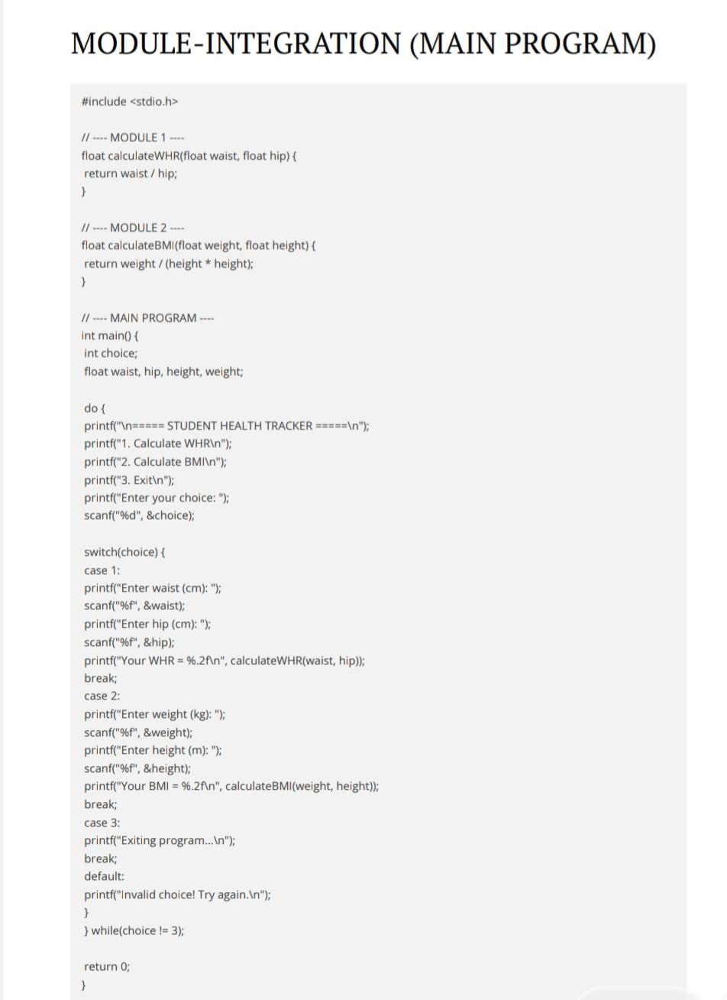 MODULE-INTEGRATION (MAIN PROGRAM)
#include <stdio.h>
// ---- MODULE 1 ----
float calculateWHR(float waist, float hip) {
return waist / hip;
}
// ---- MODULE 2 ----
float calculateBMI(float weight, float height) {
return weight / (height * height);
}
// ---- MAIN PROGRAM ----
int main() {
int choice;
float waist, hip, height, weight;
do {
printf("\n===== STUDENT HEALTH TRACKER =====\n");
printf("1. Calculate WHR\n");
printf("2. Calculate BMI\n");
printf("3. Exit\n");
printf("Enter your choice: ");
scanf("%d", &choice);
switch(choice) {
case 1:
printf("Enter waist (cm): ");
scanf("%f", &waist);
printf("Enter hip (cm): ");
scanf("%f", &hip);
printf("Your WHR = %.2f\n", calculateWHR(waist, hip));
break;
case 2:
printf("Enter weight (kg): ");
scanf("%f", &weight);
printf("Enter height (m): ");
scanf("%f", &height);
printf("Your BMI = %.2f\n", calculateBMI(weight, height));
break;
case 3:
printf("Exiting program...\n");
break;
default:
printf("Invalid choice! Try again.\n");
}
} while(choice != 3);
return 0;
}